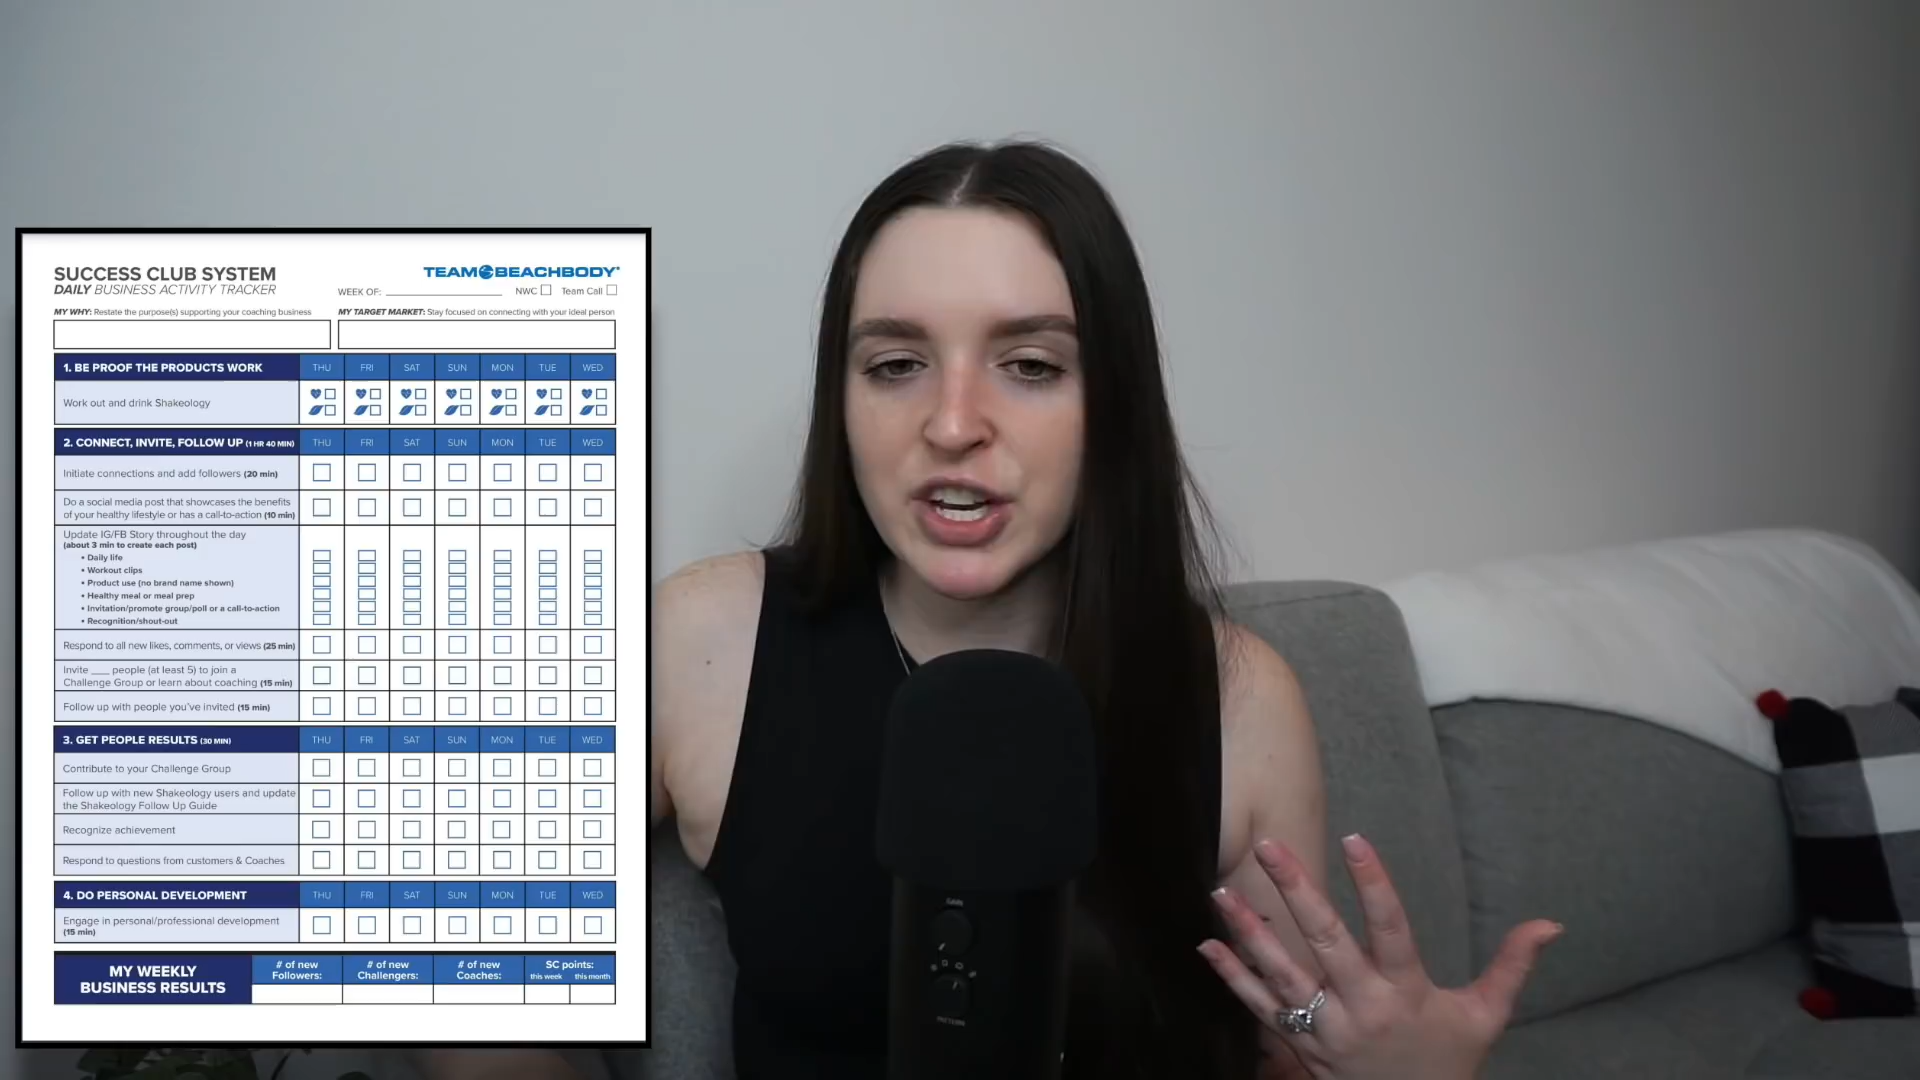 SUCCESS CLUB SYSTEM
DAILY BUSINESS ACTIVITY TRACKER
TEAM BEACHBODY
WEEK OF: NWC Team Call
MY WHY: Restate the purpose(s) supporting your coaching business
MY TARGET MARKET: Stay focused on connecting with your ideal person
1. BE PROOF THE PRODUCTS WORK THU FRI SAT SUN MON TUE WED
Work out and drink Shakeology
2. CONNECT, INVITE, FOLLOW UP (1 HR 40 MIN) THU FRI SAT SUN MON TUE WED
Initiate connections and add followers (20 min)
Do a social media post that showcases the benefits
of your healthy lifestyle or has a call-to-action (10 min)
Update IG/FB Story throughout the day
(about 3 min to create each post)
• Daily life
• Workout clips
• Product use (no brand name shown)
• Healthy meal or meal prep
• Invitation/promote group/poll or a call-to-action
• Recognition/shout-out
Respond to all new likes, comments, or views (25 min)
Invite ___ people (at least 5) to join a
Challenge Group or learn about coaching (15 min)
Follow up with people you've invited (15 min)
3. GET PEOPLE RESULTS (30 MIN) THU FRI SAT SUN MON TUE WED
Contribute to your Challenge Group
Follow up with new Shakeology users and update
the Shakeology Follow Up Guide
Recognize achievement
Respond to questions from customers & Coaches
4. DO PERSONAL DEVELOPMENT THU FRI SAT SUN MON TUE WED
Engage in personal/professional development
(15 min)
MY WEEKLY
BUSINESS RESULTS
# of new
Followers:
# of new
Challengers:
# of new
Coaches:
SC points:
this week this month
GAIN
PATTERN